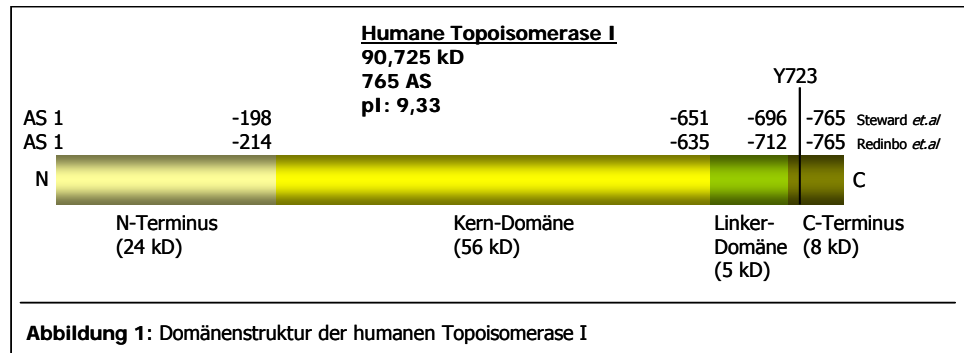 Humane Topoisomerase I
90,725 kD
765 AS
pI: 9,33
Y723
AS 1 -198 -651 -696 -765 Steward et.al
AS 1 -214 -635 -712 -765 Redinbo et.al
N C
N-Terminus Kern-Domäne Linker- C-Terminus
(24 kD) (56 kD) Domäne (8 kD)
(5 kD)
Abbildung 1: Domänenstruktur der humanen Topoisomerase I